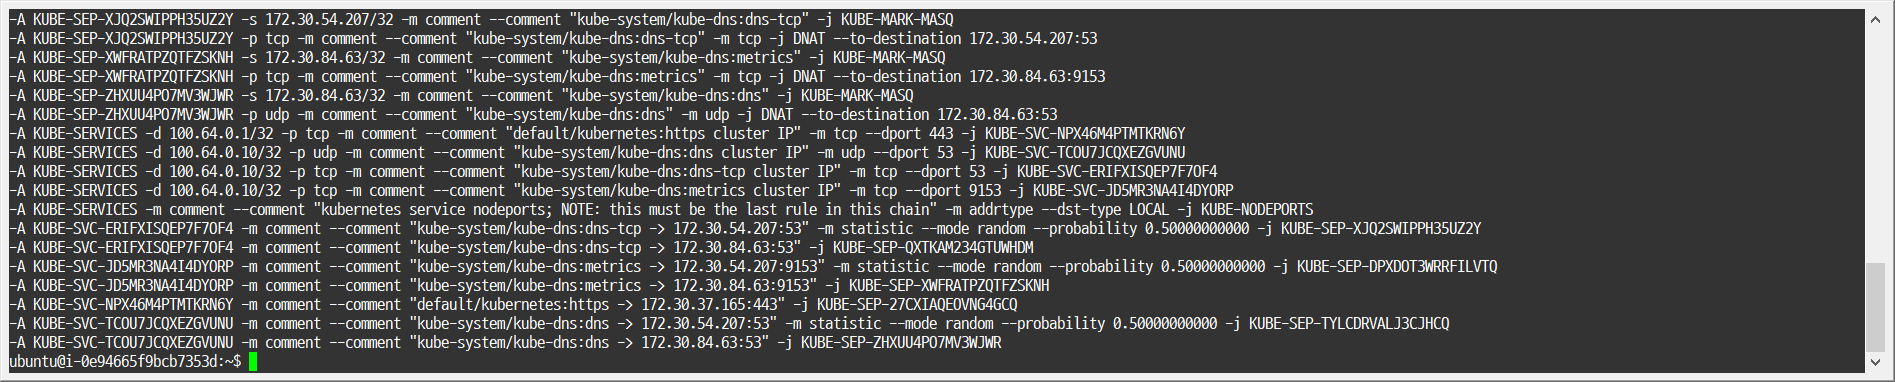 -A KUBE-SEP-XJQ2SWIPPH35UZ2Y -s 172.30.54.207/32 -m comment --comment "kube-system/kube-dns:dns-tcp" -j KUBE-MARK-MASQ
-A KUBE-SEP-XJQ2SWIPPH35UZ2Y -p tcp -m comment --comment "kube-system/kube-dns:dns-tcp" -m tcp -j DNAT --to-destination 172.30.54.207:53
-A KUBE-SEP-XWFRATPZQTFZSKNH -s 172.30.84.63/32 -m comment --comment "kube-system/kube-dns:metrics" -j KUBE-MARK-MASQ
-A KUBE-SEP-XWFRATPZQTFZSKNH -p tcp -m comment --comment "kube-system/kube-dns:metrics" -m tcp -j DNAT --to-destination 172.30.84.63:9153
-A KUBE-SEP-ZHXUU4PO7MV3WJWR -s 172.30.84.63/32 -m comment --comment "kube-system/kube-dns:dns" -j KUBE-MARK-MASQ
-A KUBE-SEP-ZHXUU4PO7MV3WJWR -p udp -m comment --comment "kube-system/kube-dns:dns" -m udp -j DNAT --to-destination 172.30.84.63:53
-A KUBE-SERVICES -d 100.64.0.1/32 -p tcp -m comment --comment "default/kubernetes:https cluster IP" -m tcp --dport 443 -j KUBE-SVC-NPX46M4PTMTKRN6Y
-A KUBE-SERVICES -d 100.64.0.10/32 -p udp -m comment --comment "kube-system/kube-dns:dns cluster IP" -m udp --dport 53 -j KUBE-SVC-TCOU7JCQXEZGVUNU
-A KUBE-SERVICES -d 100.64.0.10/32 -p tcp -m comment --comment "kube-system/kube-dns:dns-tcp cluster IP" -m tcp --dport 53 -j KUBE-SVC-ERIFXISQEP7F7OF4
-A KUBE-SERVICES -d 100.64.0.10/32 -p tcp -m comment --comment "kube-system/kube-dns:metrics cluster IP" -m tcp --dport 9153 -j KUBE-SVC-JD5MR3NA4I4DYORP
-A KUBE-SERVICES -m comment --comment "kubernetes service nodeports; NOTE: this must be the last rule in this chain" -m addrtype --dst-type LOCAL -j KUBE-NODEPORTS
-A KUBE-SVC-ERIFXISQEP7F7OF4 -m comment --comment "kube-system/kube-dns:dns-tcp -> 172.30.54.207:53" -m statistic --mode random --probability 0.50000000000 -j KUBE-SEP-XJQ2SWIPPH35UZ2Y
-A KUBE-SVC-ERIFXISQEP7F7OF4 -m comment --comment "kube-system/kube-dns:dns-tcp -> 172.30.84.63:53" -j KUBE-SEP-QXTKAM234GTUWHDM
-A KUBE-SVC-JD5MR3NA4I4DYORP -m comment --comment "kube-system/kube-dns:metrics -> 172.30.54.207:9153" -m statistic --mode random --probability 0.50000000000 -j KUBE-SEP-DPXDOT3WRRFILVTQ
-A KUBE-SVC-JD5MR3NA4I4DYORP -m comment --comment "kube-system/kube-dns:metrics -> 172.30.84.63:9153" -j KUBE-SEP-XWFRATPZQTFZSKNH
-A KUBE-SVC-NPX46M4PTMTKRN6Y -m comment --comment "default/kubernetes:https -> 172.30.37.165:443" -j KUBE-SEP-27CXIAQEOVNG4GCQ
-A KUBE-SVC-TCOU7JCQXEZGVUNU -m comment --comment "kube-system/kube-dns:dns -> 172.30.54.207:53" -m statistic --mode random --probability 0.50000000000 -j KUBE-SEP-TYLCDRVALJ3CJHCQ
-A KUBE-SVC-TCOU7JCQXEZGVUNU -m comment --comment "kube-system/kube-dns:dns -> 172.30.84.63:53" -j KUBE-SEP-ZHXUU4PO7MV3WJWR
ubuntu@i-0e94665f9bcb7353d:~$